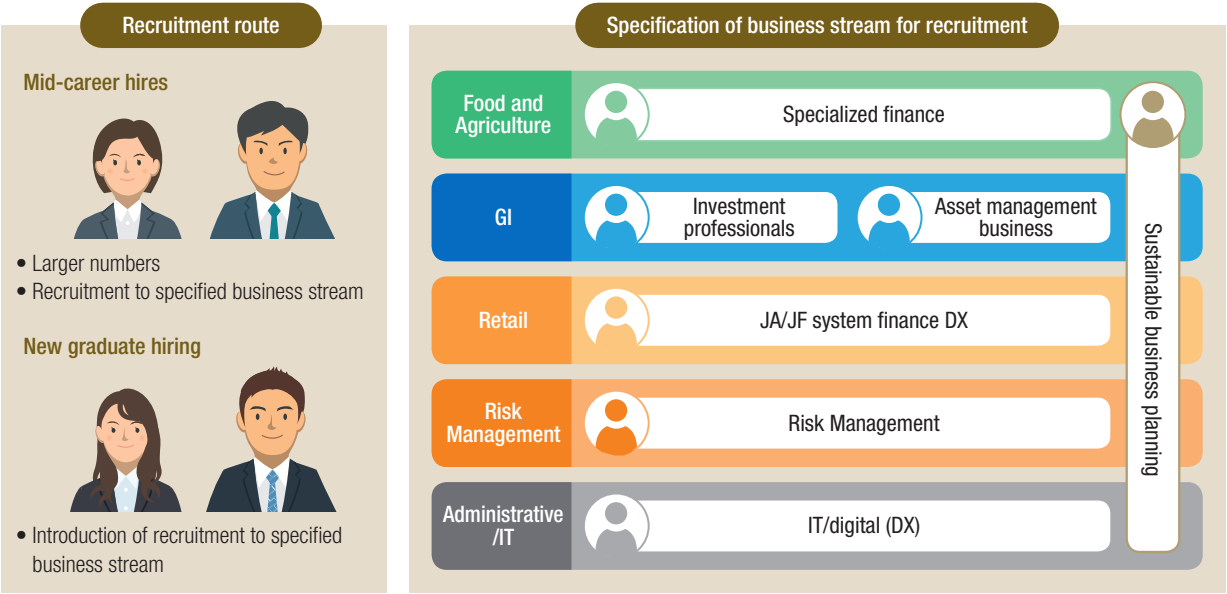 Recruitment route
Mid-career hires
• Larger numbers
• Recruitment to specified business stream
New graduate hiring
• Introduction of recruitment to specified
business stream
Specification of business stream for recruitment
Food and
Agriculture
Specialized finance
GI
Investment
professionals
Asset management
business
Retail
JA/JF system finance DX
Risk
Management
Risk Management
Administrative
/IT
IT/digital (DX)
Sustainable business planning